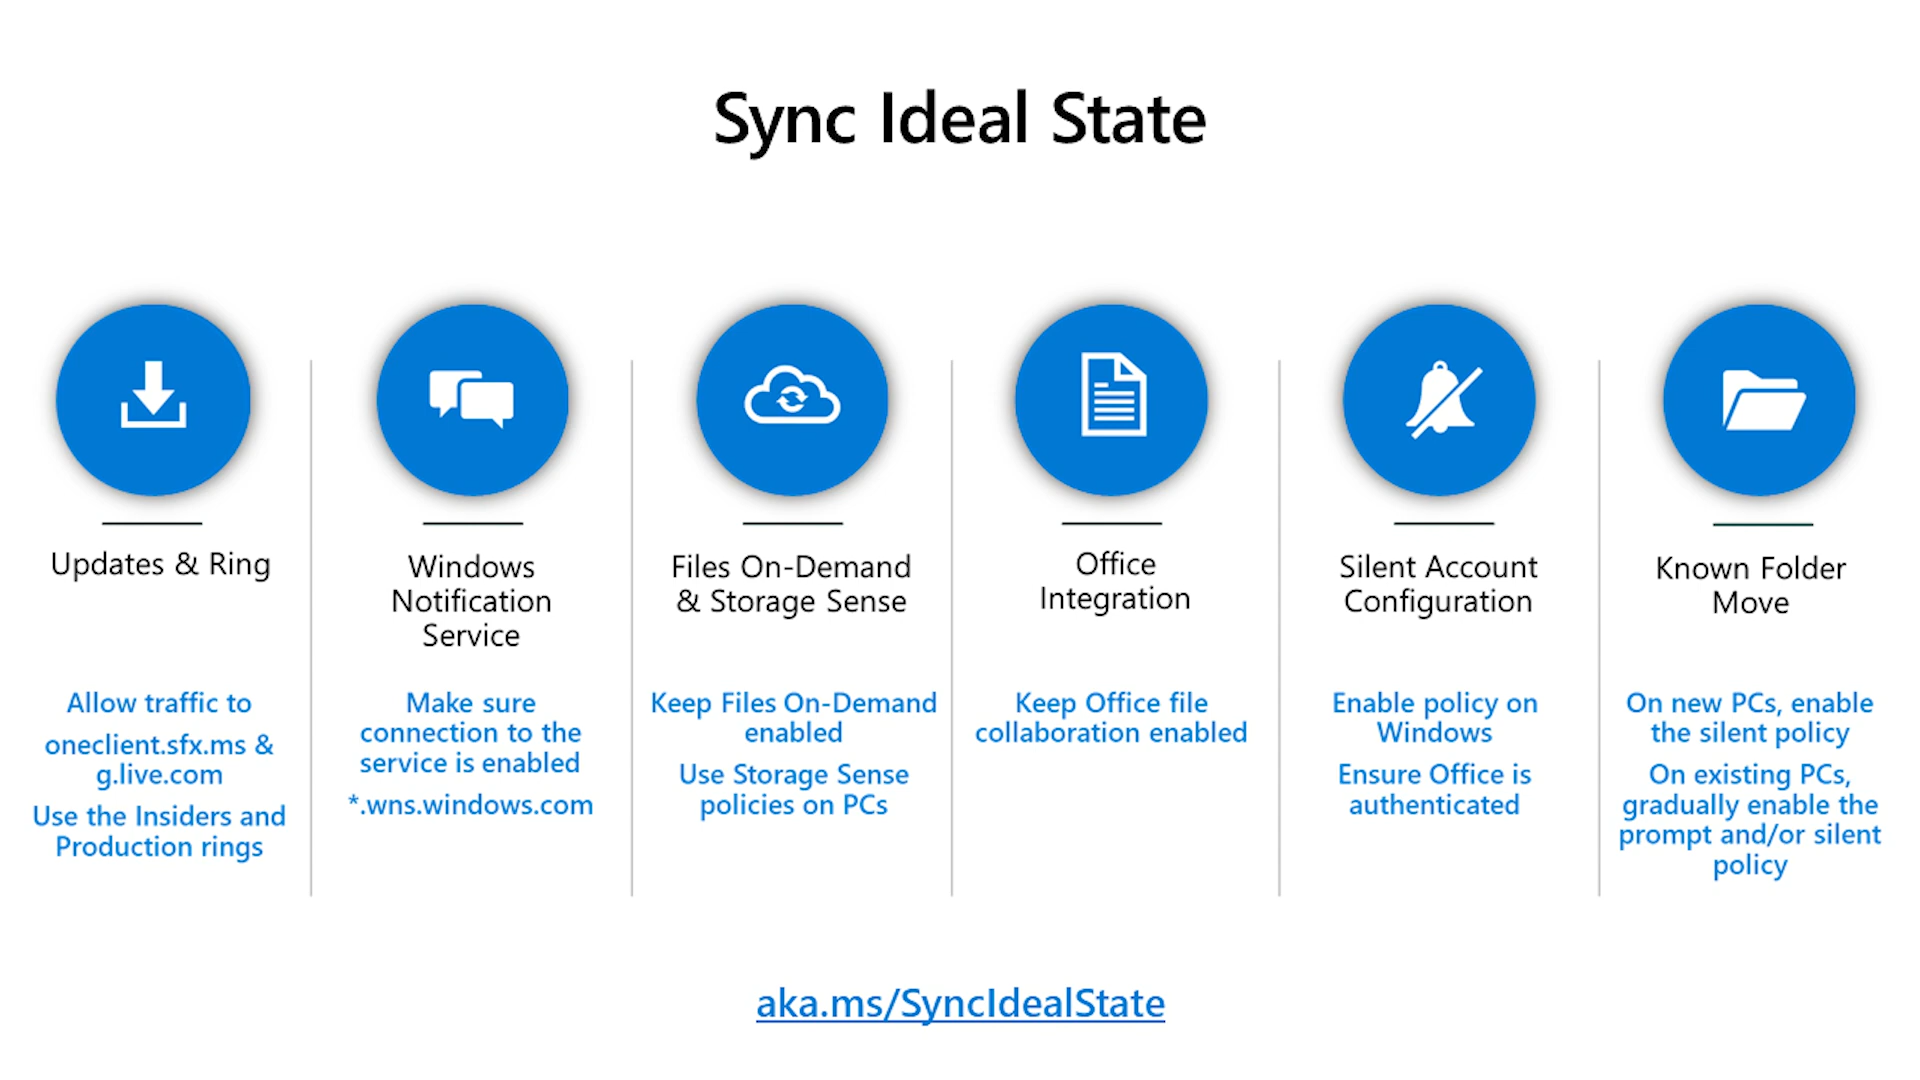 Sync Ideal State
Updates & Ring
Allow traffic to
oneclient.sfx.ms &
g.live.com
Use the Insiders and
Production rings
Windows
Notification
Service
Make sure
connection to the
service is enabled
*.wns.windows.com
Files On-Demand
& Storage Sense
Keep Files On-Demand
enabled
Use Storage Sense
policies on PCs
Office
Integration
Keep Office file
collaboration enabled
Silent Account
Configuration
Enable policy on
Windows
Ensure Office is
authenticated
Known Folder
Move
On new PCs, enable
the silent policy
On existing PCs,
gradually enable the
prompt and/or silent
policy
aka.ms/SyncIdealState